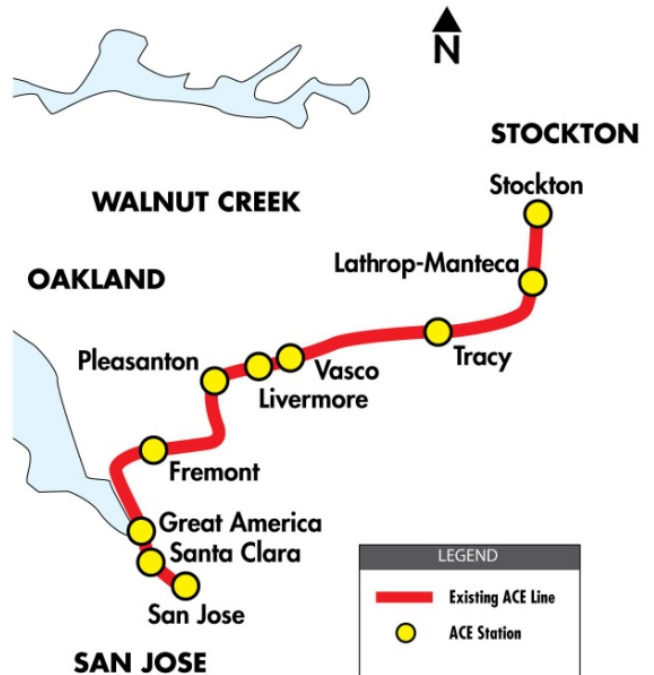 N
STOCKTON
Stockton
WALNUT CREEK
Lathrop-Manteca
OAKLAND
Tracy
Pleasanton
Vasco
Livermore
Fremont
Great America
Santa Clara
San Jose
SAN JOSE
LEGEND
Existing ACE Line
ACE Station